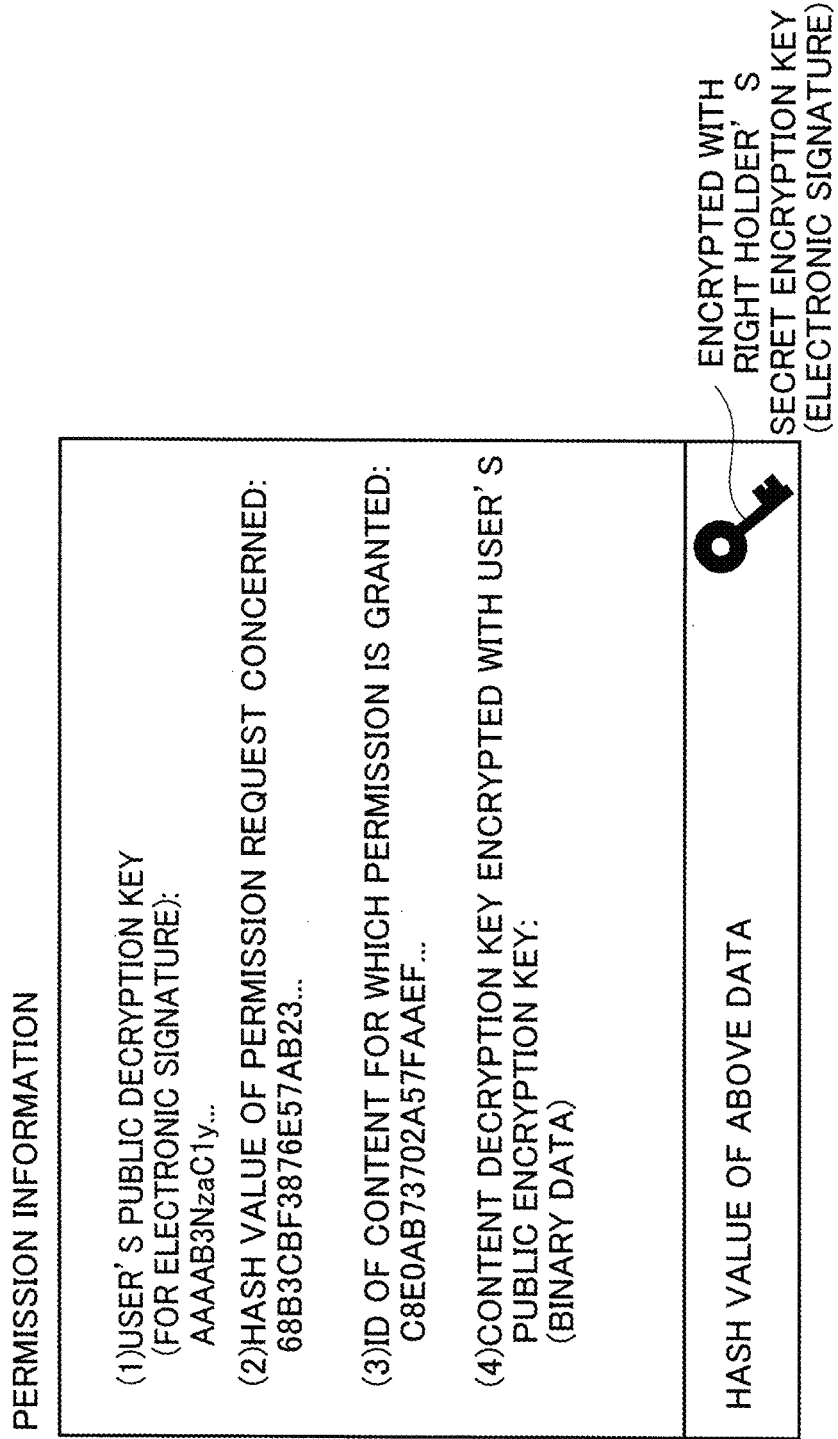 PERMISSION INFORMATION
(1)USER'S PUBLIC DECRYPTION KEY
(FOR ELECTRONIC SIGNATURE):
AAAAB3NzaC1y...
(2)HASH VALUE OF PERMISSION REQUEST CONCERNED:
68B3CBF3876E57AB23...
(3)ID OF CONTENT FOR WHICH PERMISSION IS GRANTED:
C8E0AB73702A57FAAEF...
(4)CONTENT DECRYPTION KEY ENCRYPTED WITH USER'S
PUBLIC ENCRYPTION KEY:
(BINARY DATA)
HASH VALUE OF ABOVE DATA
ENCRYPTED WITH
RIGHT HOLDER'S
SECRET ENCRYPTION KEY
(ELECTRONIC SIGNATURE)